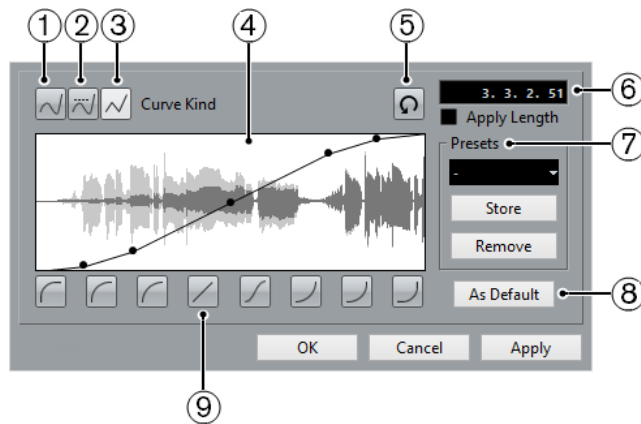 1 2 3 4 5
Curve Kind
3. 3. 2. 51
6
Apply Length
Presets
7
-
Store
Remove
As Default
8
OK Cancel Apply
9